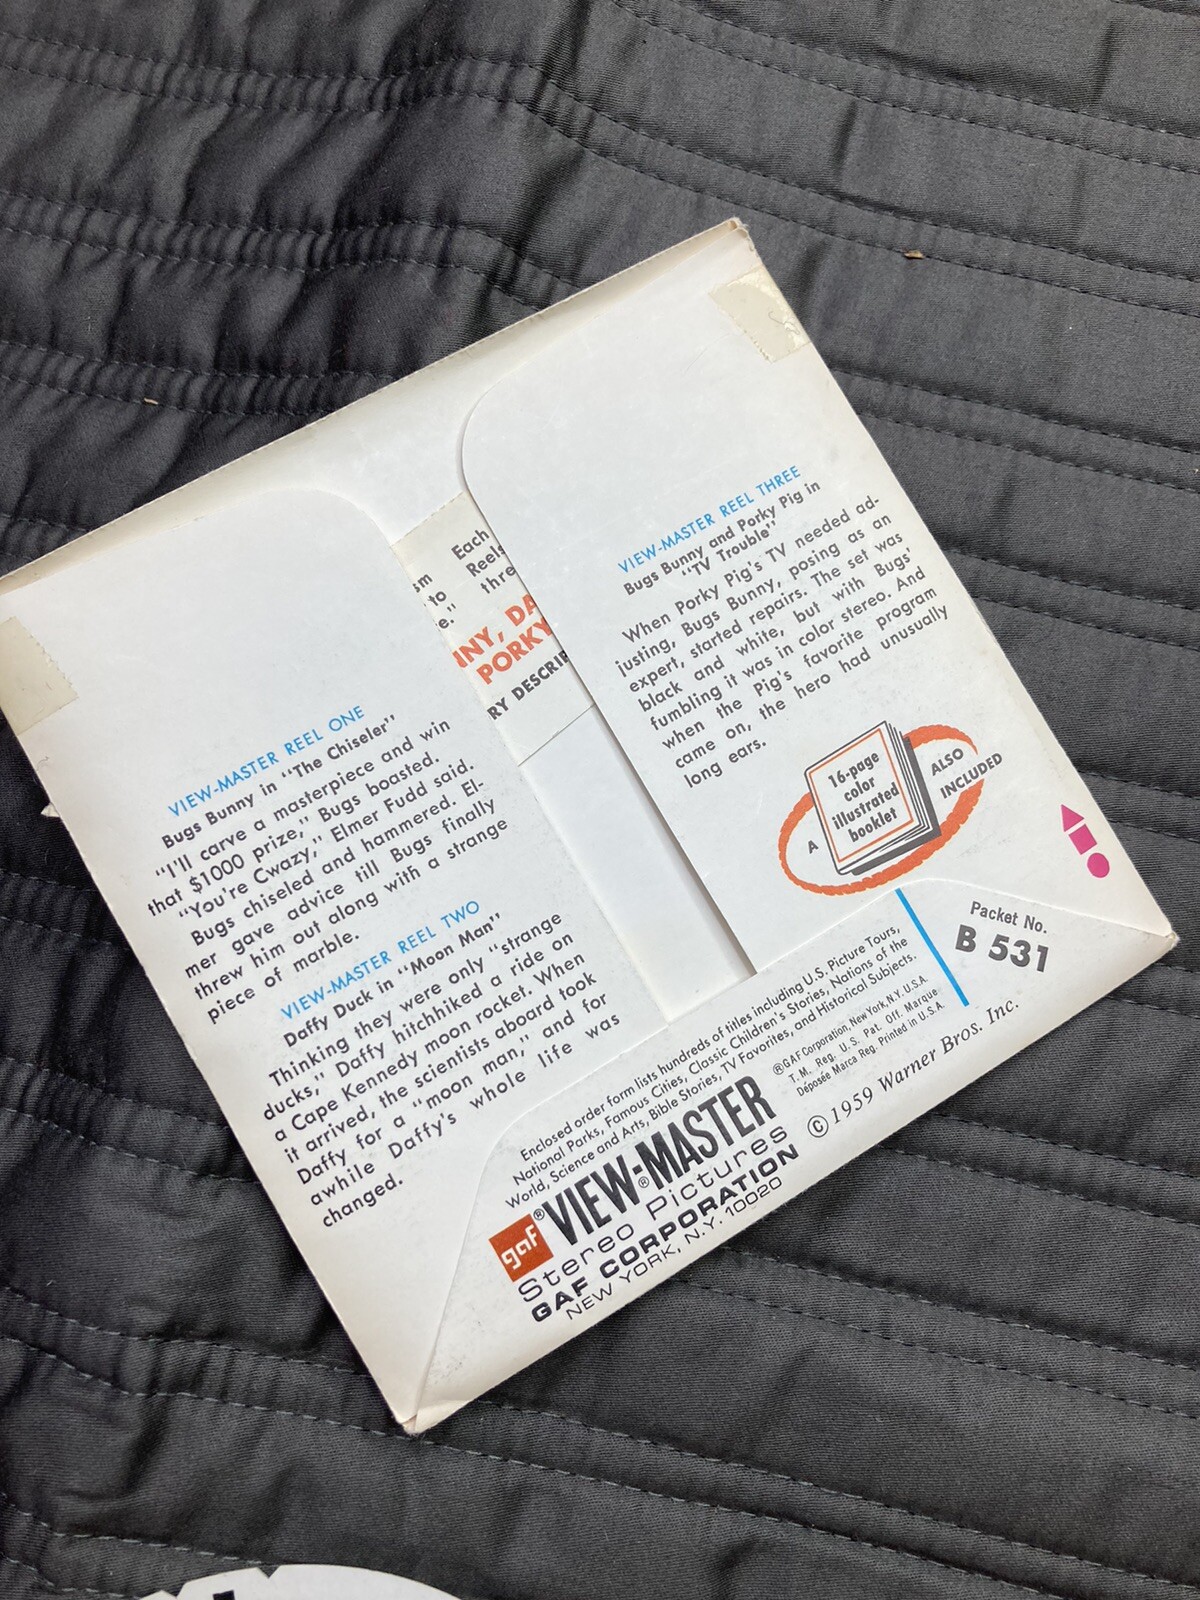 VIEW-MASTER REEL ONE
Bugs Bunny in "The Chiseler"
"I'll carve a masterpiece and win
that $1000 prize," Bugs boasted.
"You're Cwazy," Elmer Fudd said.
Bugs chiseled and hammered. El-
mer gave advice till Bugs finally
threw him out along with a strange
piece of marble.
VIEW-MASTER REEL TWO
Daffy Duck in "Moon Man"
Thinking they were only "strange
ducks," Daffy hitchhiked a ride on
a Cape Kennedy moon rocket. When
it arrived, the scientists aboard took
Daffy for a "moon man," and for
awhile Daffy's whole life was
changed.
sm
to
e."
Each
Reels
thre
NNY, DA
PORKY
RY DESCRIP
VIEW-MASTER REEL THREE
Bugs Bunny and Porky Pig in
"TV Trouble"
When Porky Pig's TV needed ad-
justing, Bugs Bunny, posing as an
expert, started repairs. The set was
black and white, but with Bugs'
fumbling it was in color stereo. And
when the Pig's favorite program
came on, the hero had unusually
long ears.
A
16-page
color
illustrated
booklet
ALSO
INCLUDED
Packet No.
B 531
Enclosed order form lists hundreds of titles including U.S. Picture Tours,
National Parks, Famous Cities, Classic Children's Stories, Nations of the
World, Science and Arts, Bible Stories, TV Favorites, and Historical Subjects.
®GAF Corporation, New York, N.Y. U.S.A.
T. M. Reg. U. S. Pat. Off. Marque
Déposée Marca Reg. Printed in U.S.A.
© 1959 Warner Bros. Inc.
gaf® VIEW-MASTER®
Stereo Pictures
GAF CORPORATION
NEW YORK, N.Y. 10020